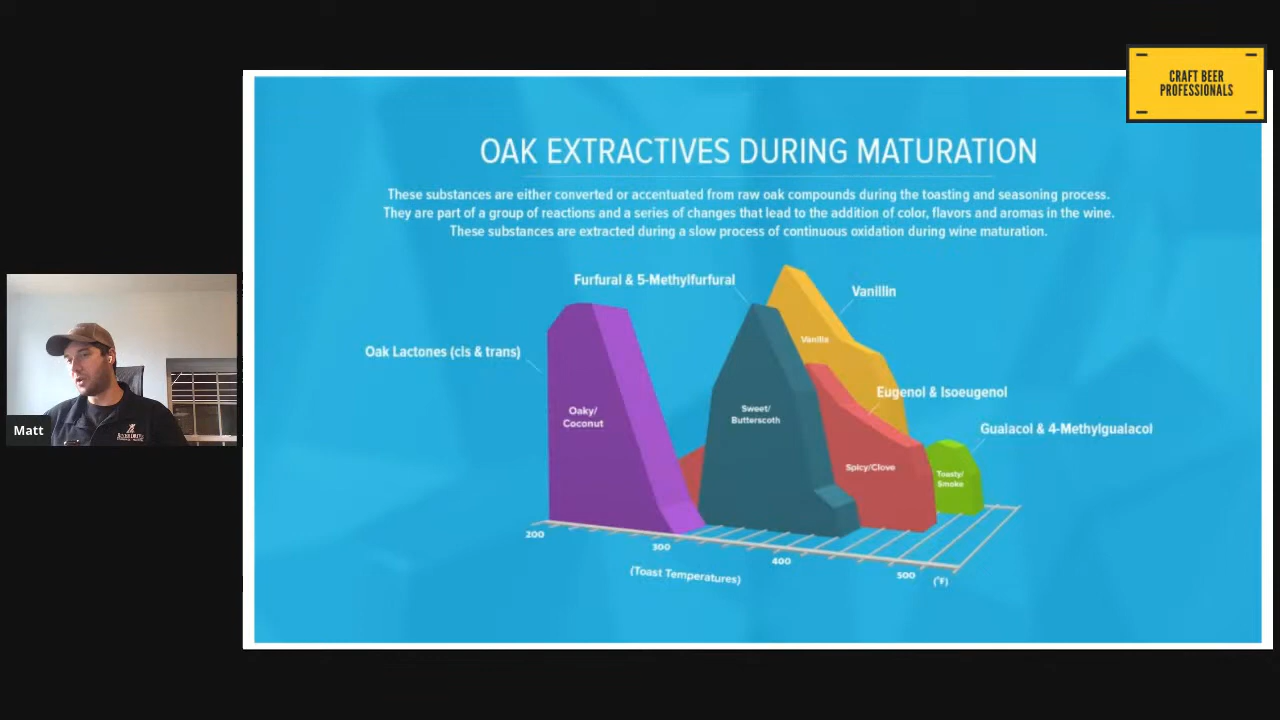 CRAFT BEER
PROFESSIONALS
OAK EXTRACTIVES DURING MATURATION
These substances are either converted or accentuated from raw oak compounds during the toasting and seasoning process.
They are part of a group of reactions and a series of changes that lead to the addition of color, flavors and aromas in the wine.
These substances are extracted during a slow process of continuous oxidation during wine maturation.
Furfural & 5-Methylfurfural
Vanillin
Vanilla
Oak Lactones (cis & trans)
Eugenol & Isoeugenol
Oaky/
Coconut
Sweet/
Butterscoth
Gualacol & 4-Methylgualacol
Spicy/Clove
Toasty/
Smoke
Matt
200
300
400
500
(°F)
(Toast Temperatures)